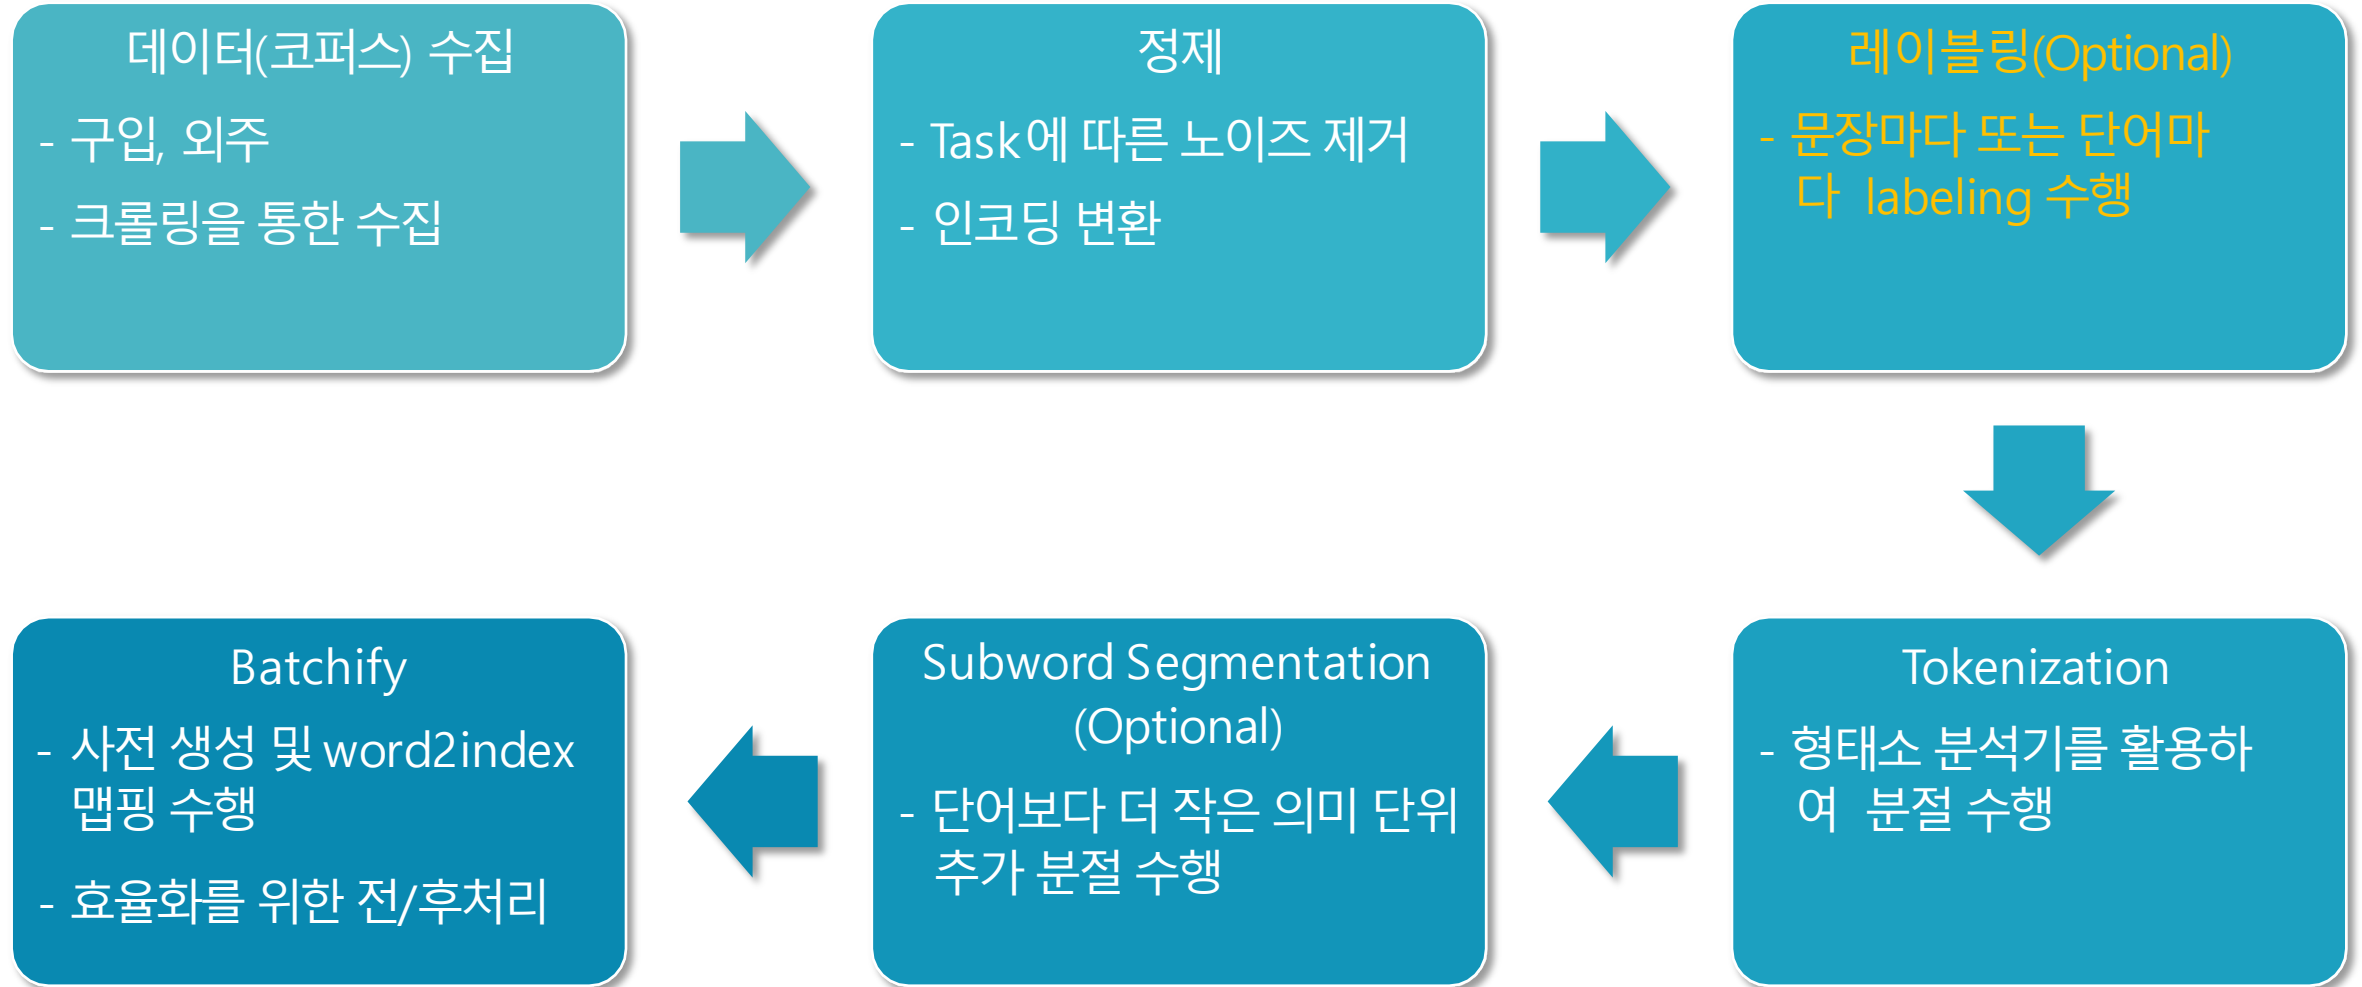 데이터(코퍼스) 수집
- 구입, 외주
- 크롤링을 통한 수집
정제
- Task에 따른 노이즈 제거
- 인코딩 변환
레이블링(Optional)
- 문장마다 또는 단어마
다 labeling 수행
Tokenization
- 형태소 분석기를 활용하
여 분절 수행
Subword Segmentation
(Optional)
- 단어보다 더 작은 의미 단위
추가 분절 수행
Batchify
- 사전 생성 및 word2index
맵핑 수행
- 효율화를 위한 전/후처리